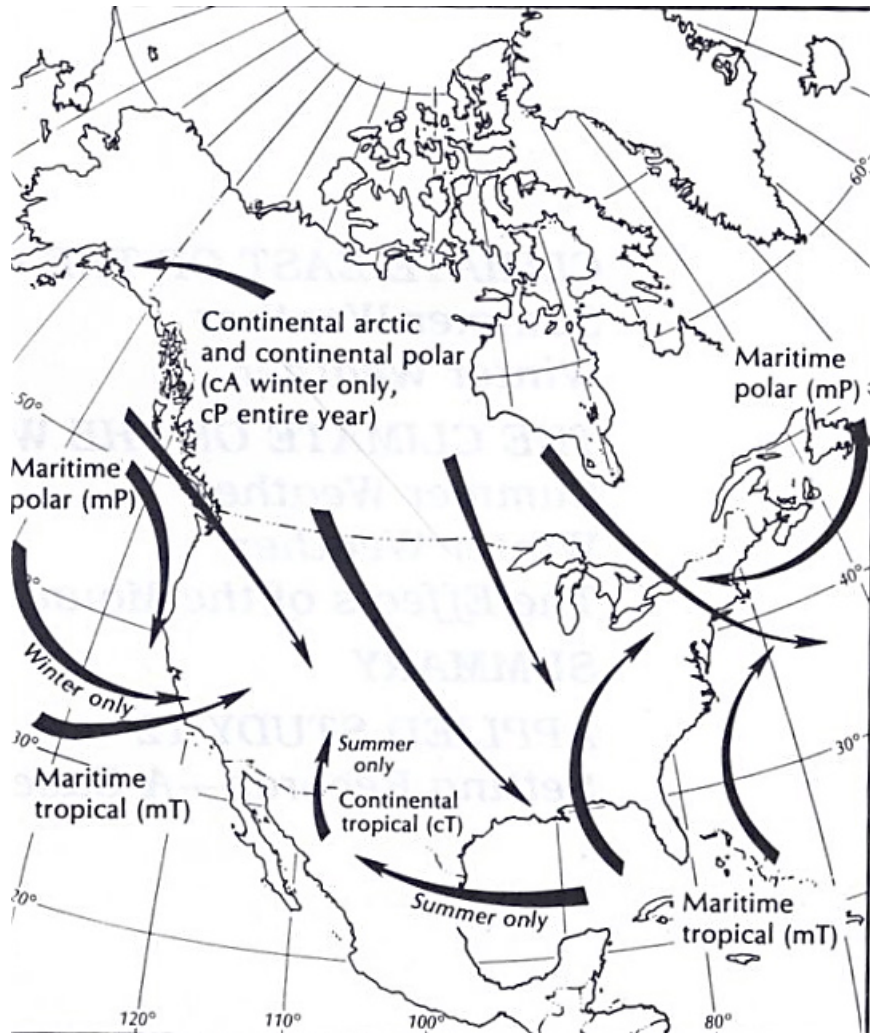 60°
Continental arctic
and continental polar
(cA winter only,
cP entire year)
Maritime
polar (mP)
50°
Maritime
polar (mP)
40°
Winter only
30°
30°
Summer
only
Continental
tropical (cT)
Maritime
tropical (mT)
Summer only
Maritime
tropical (mT)
20°
120°
110°
100°
80°